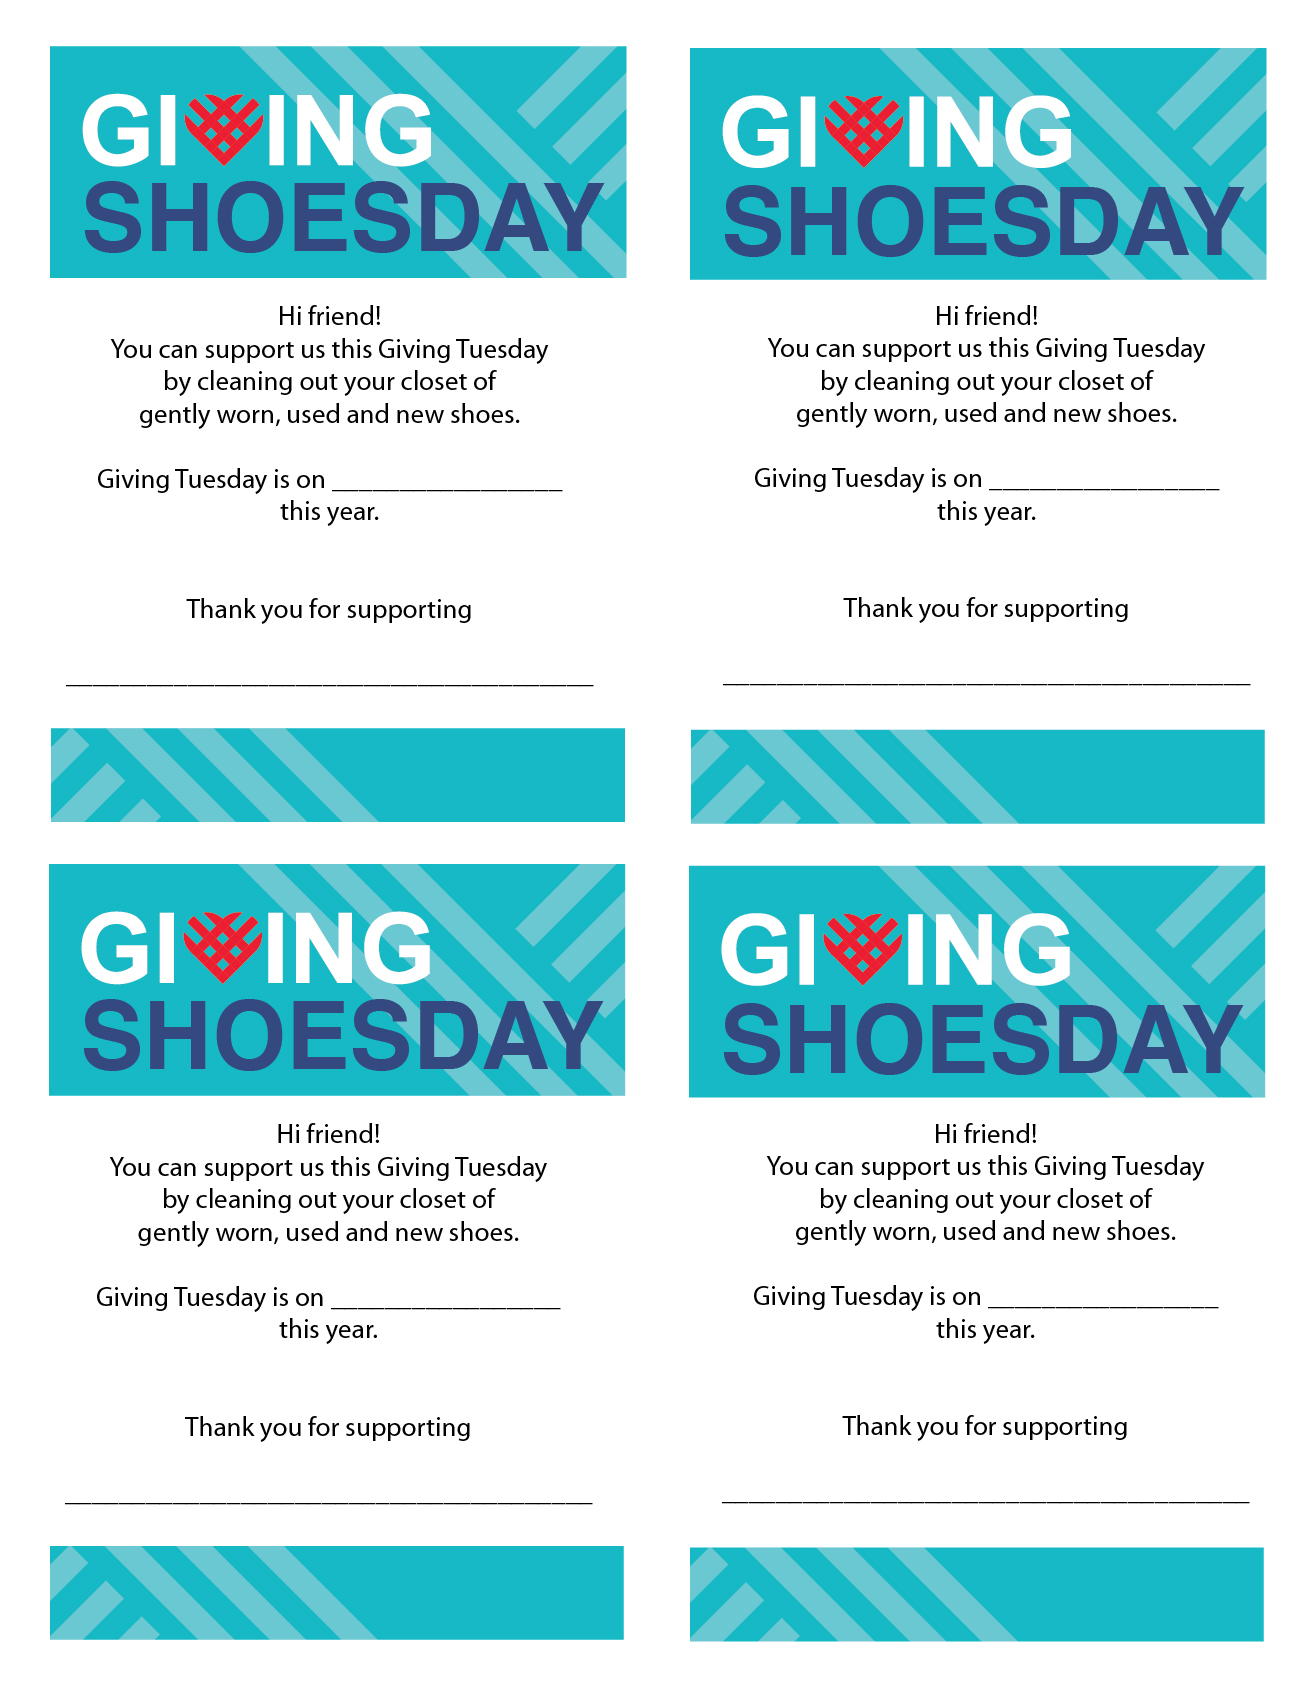 GIVING
SHOESDAY
Hi friend!
You can support us this Giving Tuesday
by cleaning out your closet of
gently worn, used and new shoes.
Giving Tuesday is on _________________
this year.
Thank you for supporting
_______________________________________
GIVING
SHOESDAY
Hi friend!
You can support us this Giving Tuesday
by cleaning out your closet of
gently worn, used and new shoes.
Giving Tuesday is on _________________
this year.
Thank you for supporting
_______________________________________
GIVING
SHOESDAY
Hi friend!
You can support us this Giving Tuesday
by cleaning out your closet of
gently worn, used and new shoes.
Giving Tuesday is on _________________
this year.
Thank you for supporting
_______________________________________
GIVING
SHOESDAY
Hi friend!
You can support us this Giving Tuesday
by cleaning out your closet of
gently worn, used and new shoes.
Giving Tuesday is on _________________
this year.
Thank you for supporting
_______________________________________